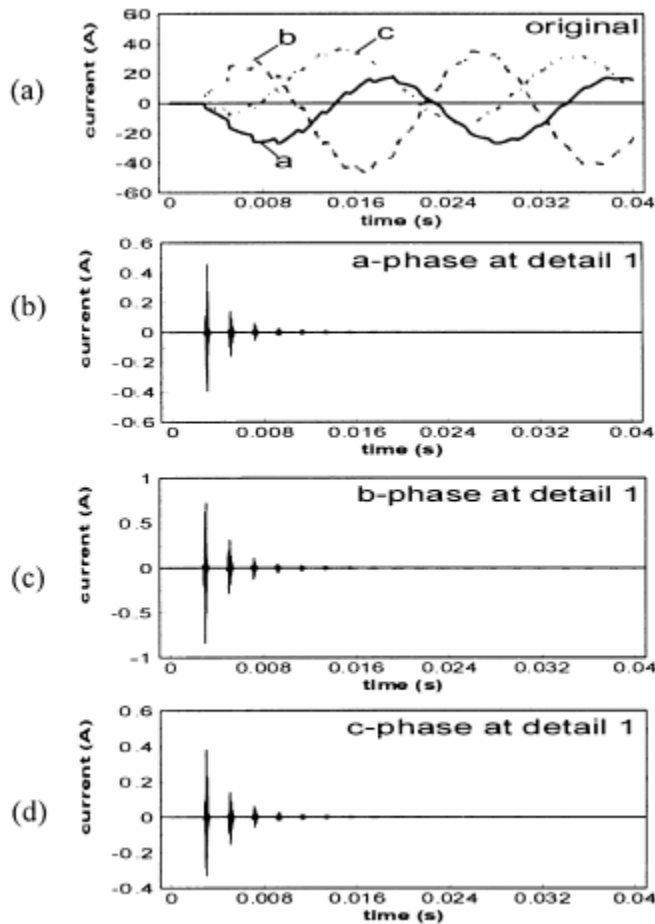 (a)
current (A)
60
40
20
0
-20
-40
-60
b
c
original
a
0
0.008
0.016
0.024
0.032
0.04
time (s)
(b)
current (A)
0.6
0.4
0.2
0
-0.2
-0.4
-0.6
a-phase at detail 1
0
0.008
0.016
0.024
0.032
0.04
time (s)
(c)
current (A)
1
0.5
0
-0.5
-1
b-phase at detail 1
0
0.008
0.016
0.024
0.032
0.04
time (s)
(d)
current (A)
0.6
0.4
0.2
0
-0.2
-0.4
c-phase at detail 1
0
0.008
0.016
0.024
0.032
0.04
time (s)